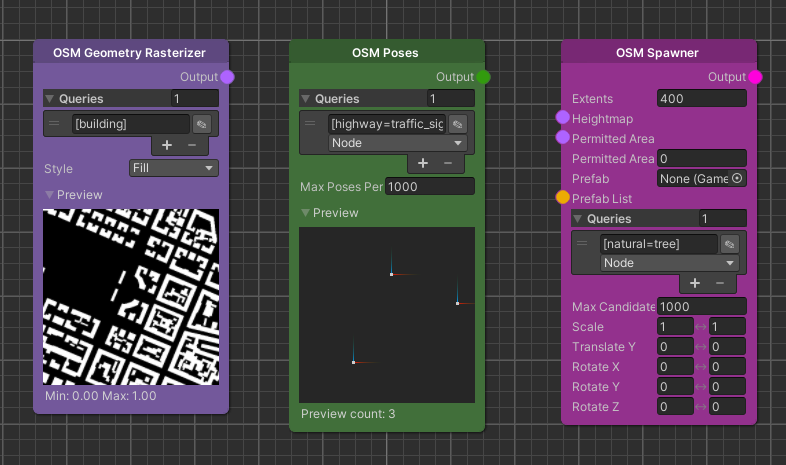 OSM Geometry Rasterizer
Output
Queries
1
[building]
+ −
Style
Fill
Preview
Min: 0.00 Max: 1.00
OSM Poses
Output
Queries
1
[highway=traffic_sig
Node
+ −
Max Poses Per
1000
Preview
Preview count: 3
OSM Spawner
Output
Extents
400
Heightmap
Permitted Area
Permitted Area
0
Prefab
None (Game
Prefab List
Queries
1
[natural=tree]
Node
+ −
Max Candidate
1000
Scale
1 ↔ 1
Translate Y
0 ↔ 0
Rotate X
0 ↔ 0
Rotate Y
0 ↔ 0
Rotate Z
0 ↔ 0